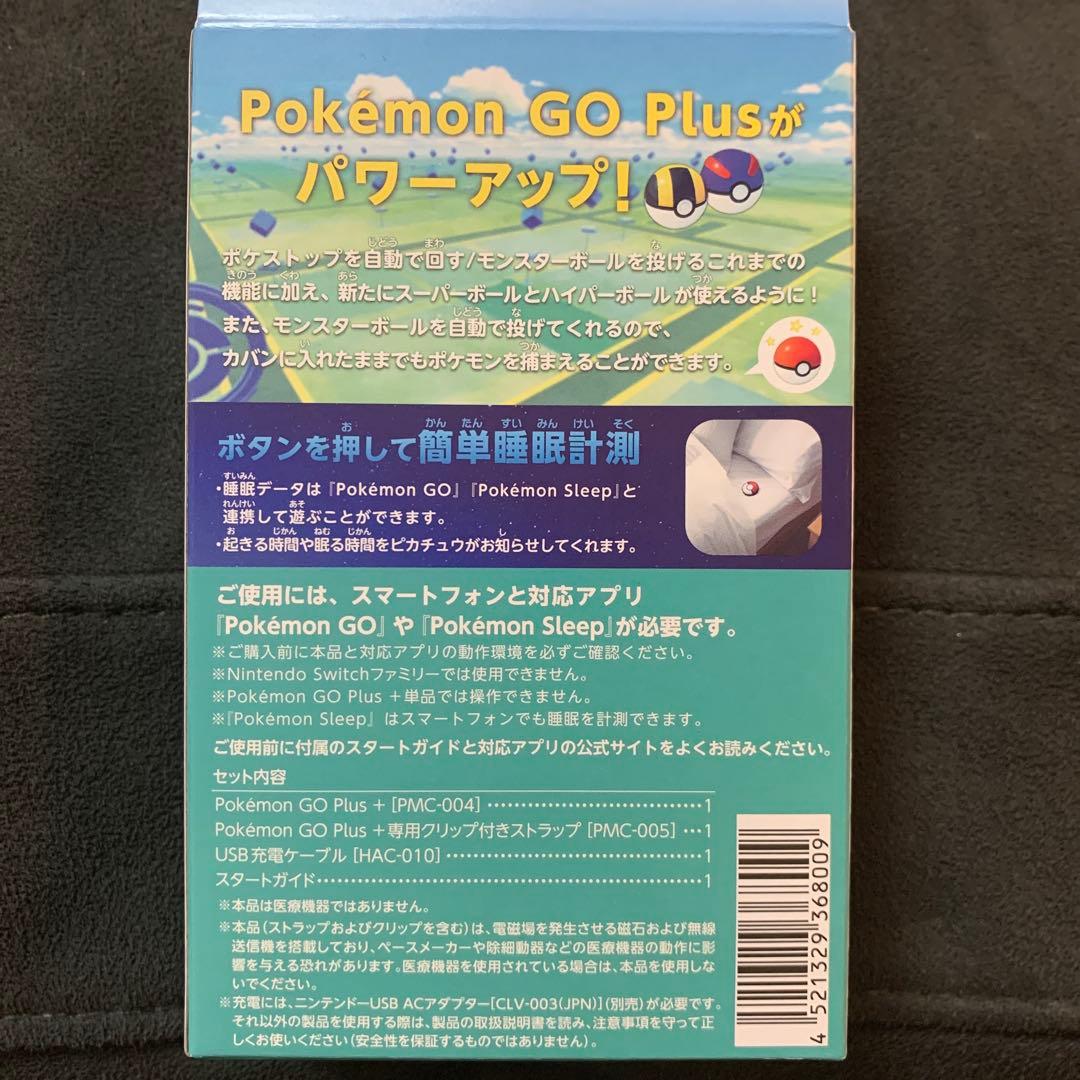 Pokémon GO Plusが
パワーアップ!
ポケストップを自動で回す/モンスターボールを投げるこれまでの
機能に加え、新たにスーパーボールとハイパーボールが使えるように!
また、モンスターボールを自動で投げてくれるので、
カバンに入れたままでもポケモンを捕まえることができます。
ボタンを押して簡単睡眠計測
・睡眠データは『Pokémon GO』『Pokémon Sleep』と
連携して遊ぶことができます。
・起きる時間や眠る時間をピカチュウがお知らせしてくれます。
ご使用には、スマートフォンと対応アプリ
『Pokémon GO』や『Pokémon Sleep』が必要です。
※ご購入前に本品と対応アプリの動作環境を必ずご確認ください。
※Nintendo Switchファミリーでは使用できません。
※Pokémon GO Plus +単品では操作できません。
※『Pokémon Sleep』はスマートフォンでも睡眠を計測できます。
ご使用前に付属のスタートガイドと対応アプリの公式サイトをよくお読みください。
セット内容
Pokémon GO Plus + [PMC-004] ……………………………1
Pokémon GO Plus +専用クリップ付きストラップ [PMC-005] …1
USB充電ケーブル [HAC-010] …………………………………1
スタートガイド……………………………………………………1
※本品は医療機器ではありません。
※本品(ストラップおよびクリップを含む)は、電磁場を発生させる磁石および無線
送信機を搭載しており、ペースメーカーや除細動器などの医療機器の動作に影
響を与える恐れがあります。医療機器を使用されている場合は、本品を使用しな
いでください。
※充電には、ニンテンドーUSB ACアダプター[CLV-003(JPN)](別売)が必要です。
それ以外の製品を使用する際は、製品の取扱説明書を読み、注意事項を守って正
しくお使いください(安全性を保証するものではありません)。
4 521329 368009